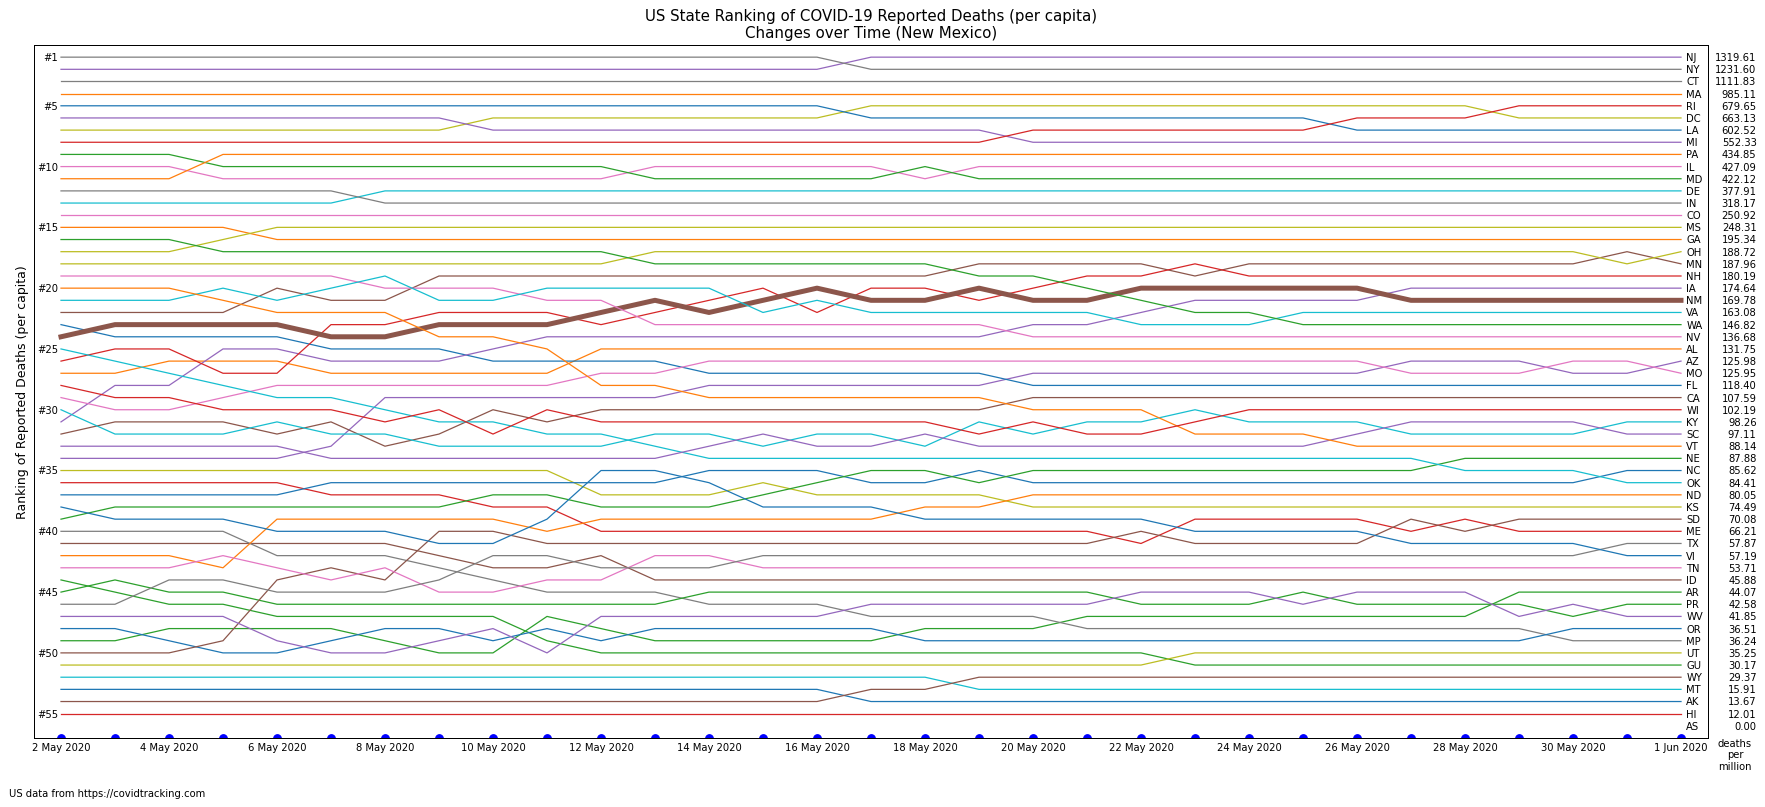 US State Ranking of COVID-19 Reported Deaths (per capita)
Changes over Time (New Mexico)
Ranking of Reported Deaths (per capita)
#1
#5
#10
#15
#20
#25
#30
#35
#40
#45
#50
#55
NJ 1319.61
NY 1231.60
CT 1111.83
MA 985.11
RI 679.65
DC 663.13
LA 602.52
MI 552.33
PA 434.85
IL 427.09
MD 422.12
DE 377.91
IN 318.17
CO 250.92
MS 248.31
GA 195.34
OH 188.72
MN 187.96
NH 180.19
IA 174.64
NM 169.78
VA 163.08
WA 146.82
NV 136.68
AL 131.75
AZ 125.98
MO 125.95
FL 118.40
CA 107.59
WI 102.19
KY 98.26
SC 97.11
VT 88.14
NE 87.88
NC 85.62
OK 84.41
ND 80.05
KS 74.49
SD 70.08
ME 66.21
TX 57.87
VI 57.19
TN 53.71
ID 45.88
AR 44.07
PR 42.58
WV 41.85
OR 36.51
MP 36.24
UT 35.25
GU 30.17
WY 29.37
MT 15.91
AK 13.67
HI 12.01
AS 0.00
2 May 2020 4 May 2020 6 May 2020 8 May 2020 10 May 2020 12 May 2020 14 May 2020 16 May 2020 18 May 2020 20 May 2020 22 May 2020 24 May 2020 26 May 2020 28 May 2020 30 May 2020 1 Jun 2020
deaths
per
million
US data from https://covidtracking.com